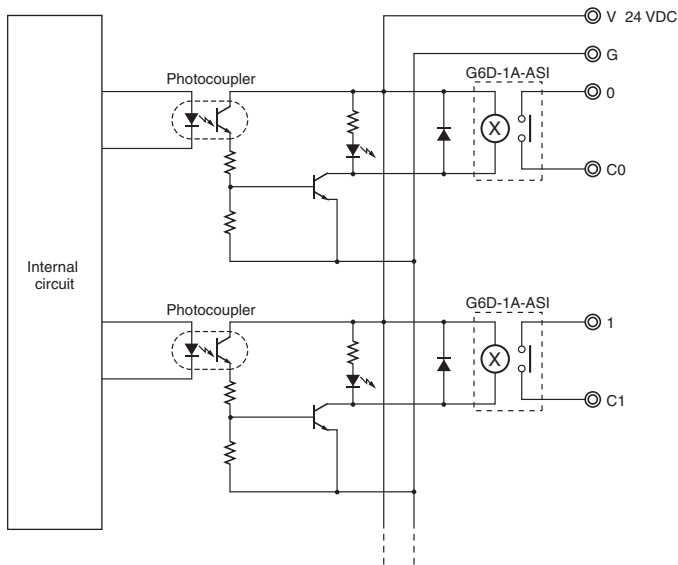 V 24 VDC
G
Photocoupler
G6D-1A-ASI
0
X
C0
Internal
circuit
Photocoupler
G6D-1A-ASI
1
X
C1